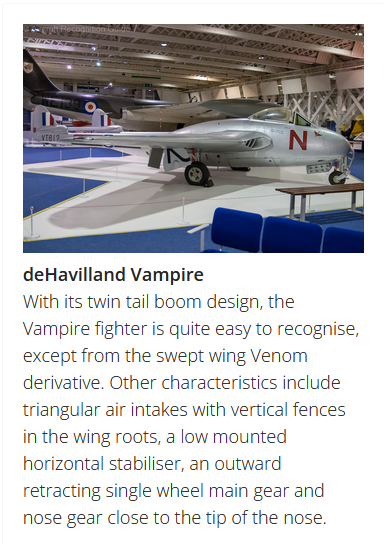 Aircraft Recognition Guide
VT812
N
deHavilland Vampire
With its twin tail boom design, the
Vampire fighter is quite easy to recognise,
except from the swept wing Venom
derivative. Other characteristics include
triangular air intakes with vertical fences
in the wing roots, a low mounted
horizontal stabiliser, an outward
retracting single wheel main gear and
nose gear close to the tip of the nose.